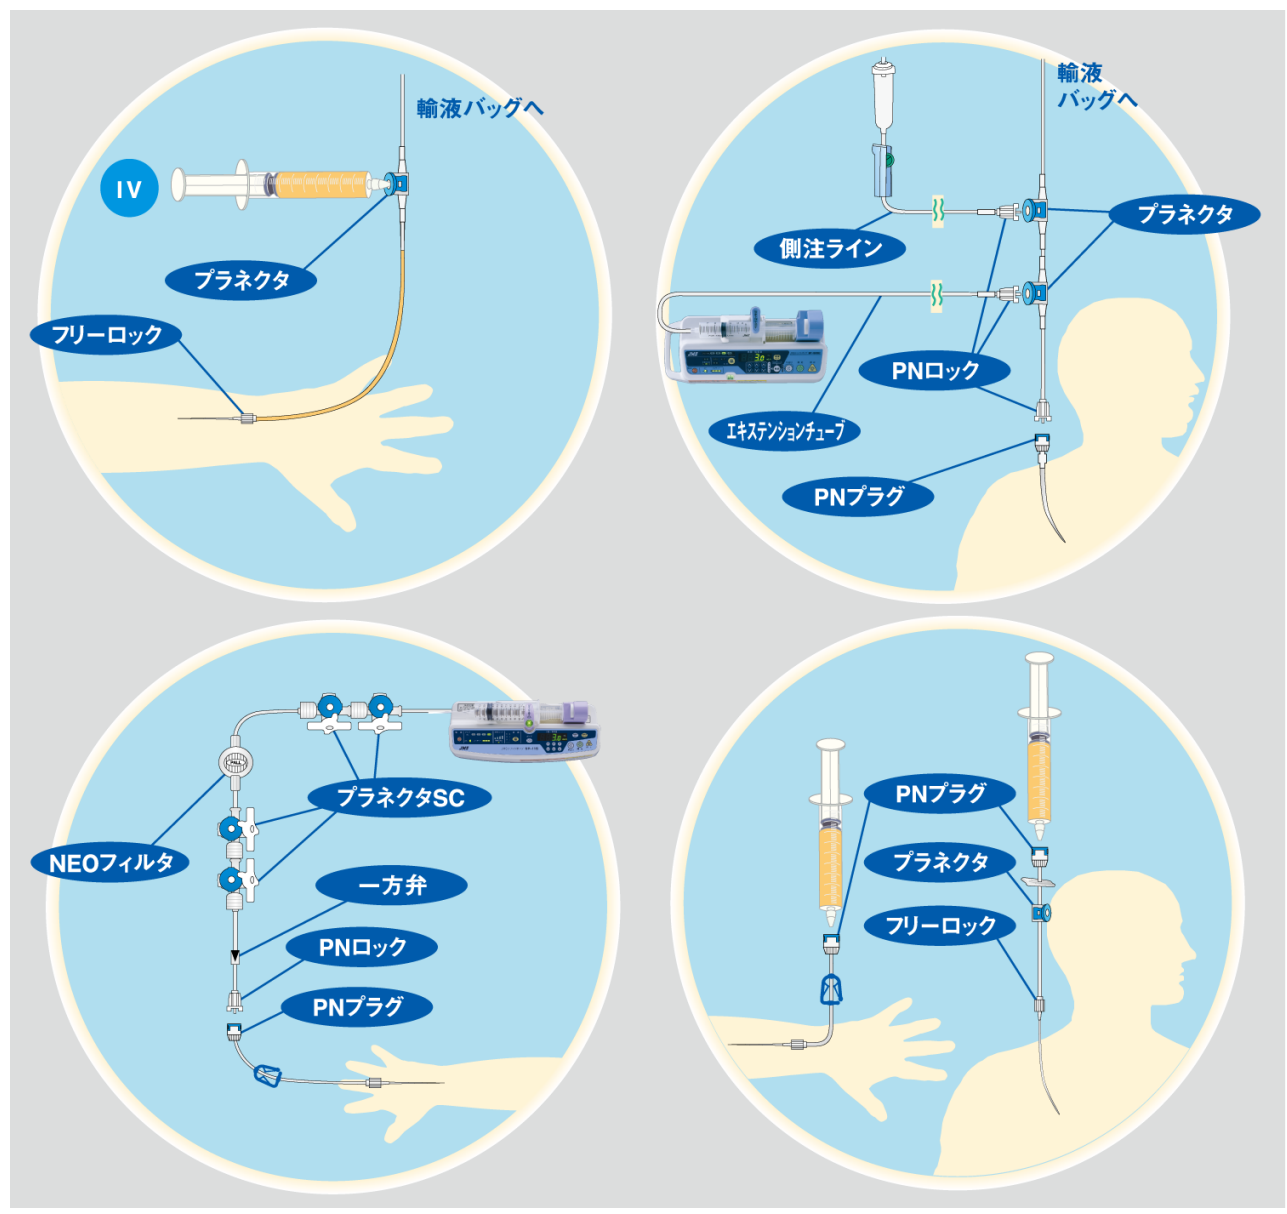 輸液バッグへ
IV
プラネクタ
フリーロック
輸液
バッグへ
プラネクタ
側注ライン
PNロック
エキステンションチューブ
PNプラグ
プラネクタSC
NEOフィルタ
一方弁
PNロック
PNプラグ
PNプラグ
プラネクタ
フリーロック